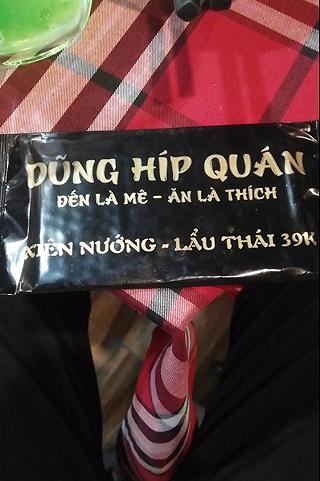 DŨNG HÍP QUÁN
ĐẾN LÀ MÊ - ĂN LÀ THÍCH
XIÊN NƯỚNG - LẨU THÁI 39K